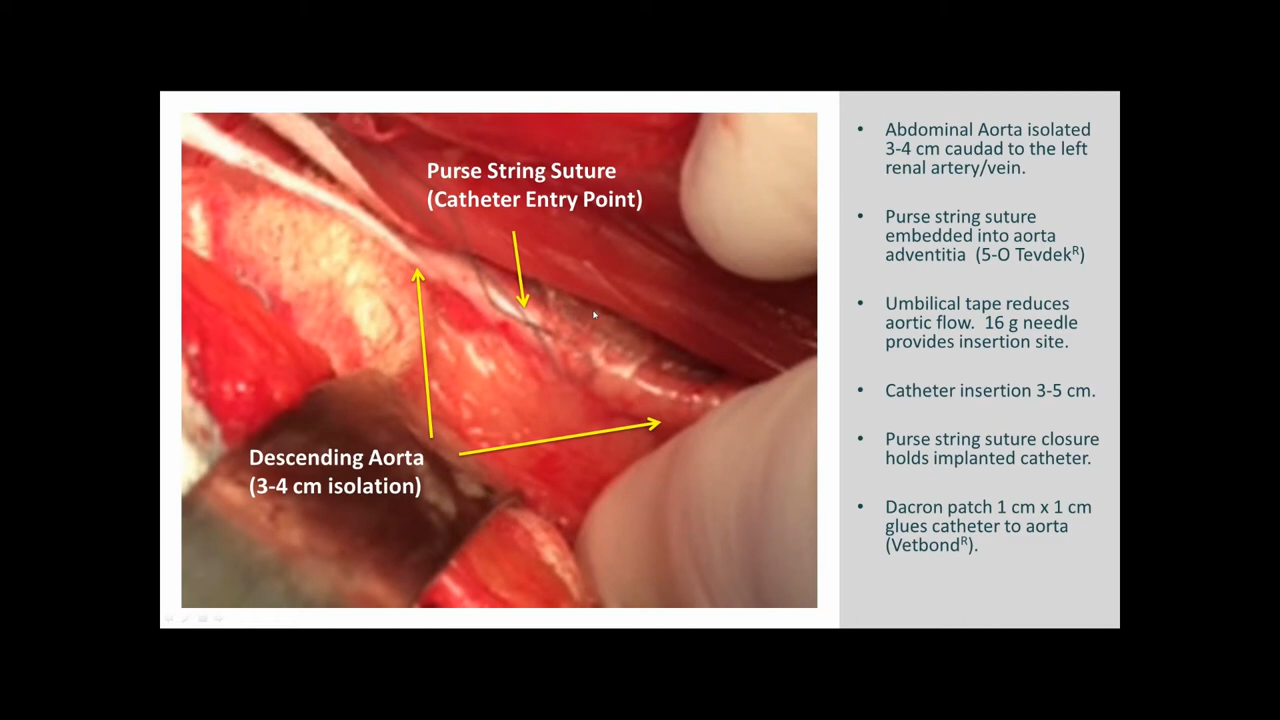 Purse String Suture
(Catheter Entry Point)
Descending Aorta
(3-4 cm isolation)
• Abdominal Aorta isolated
3-4 cm caudad to the left
renal artery/vein.
• Purse string suture
embedded into aorta
adventitia (5-O Tevdekᴿ)
• Umbilical tape reduces
aortic flow. 16 g needle
provides insertion site.
• Catheter insertion 3-5 cm.
• Purse string suture closure
holds implanted catheter.
• Dacron patch 1 cm x 1 cm
glues catheter to aorta
(Vetbondᴿ).